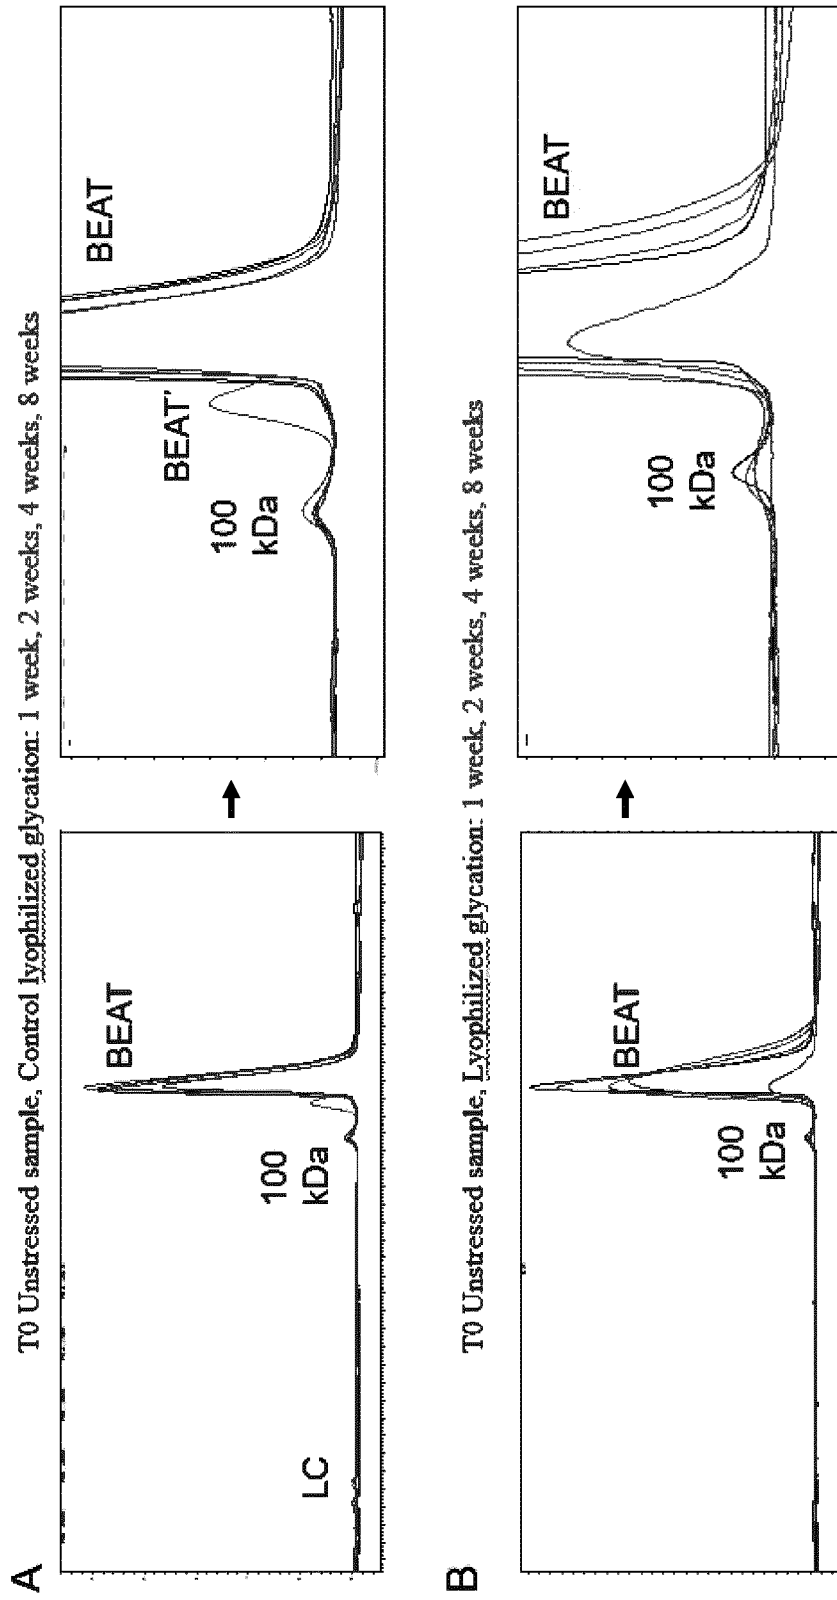 A
T0 Unstressed sample, Control lyophilized glycation: 1 week, 2 weeks, 4 weeks, 8 weeks
LC
100
kDa
BEAT
100
kDa
BEAT'
BEAT
B
T0 Unstressed sample, Lyophilized glycation: 1 week, 2 weeks, 4 weeks, 8 weeks
100
kDa
BEAT
100
kDa
BEAT